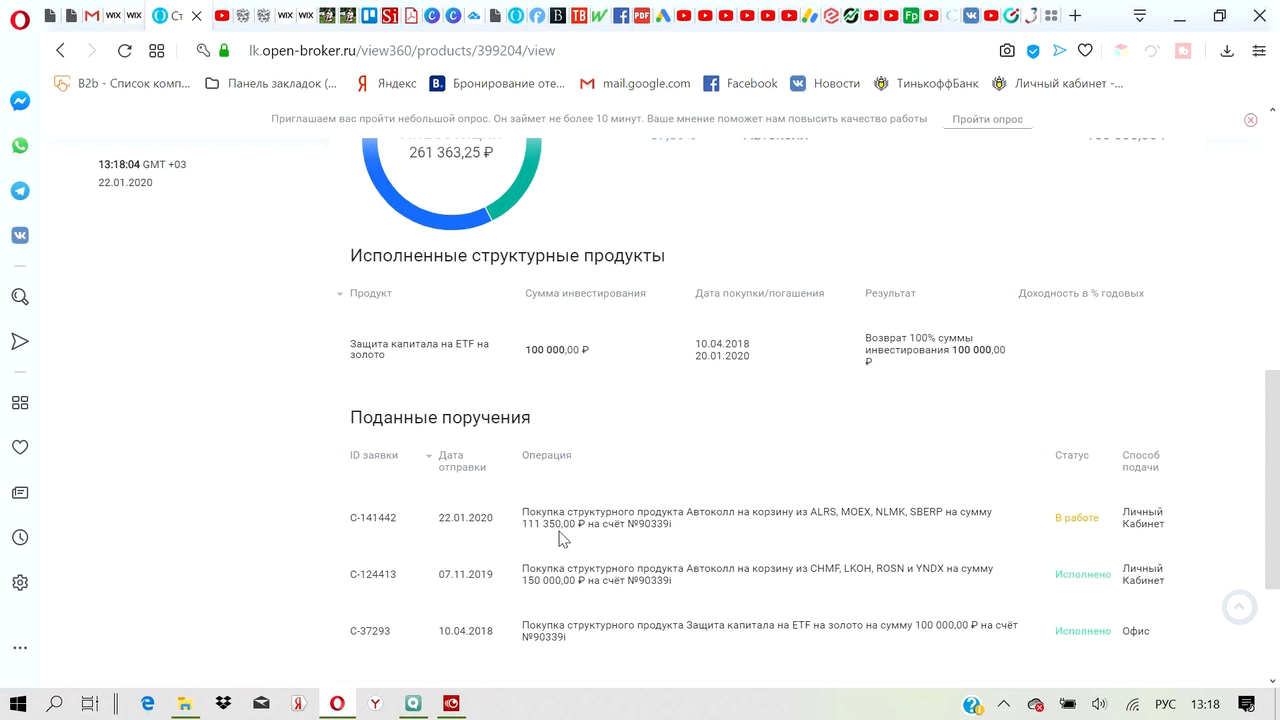 Ст
WIX WIX
WIX WIX
lk.open-broker.ru/view360/products/399204/view
B2b - Список комп...
Панель закладок (...
Яндекс
Бронирование оте...
mail.google.com
Facebook
Новости
ТинькоффБанк
Личный кабинет -...
Приглашаем вас пройти небольшой опрос. Он займет не более 10 минут. Ваше мнение поможет нам повысить качество работы
Пройти опрос
261 363,25 ₽
13:18:04 GMT +03
22.01.2020
Исполненные структурные продукты
Продукт
Сумма инвестирования
Дата покупки/погашения
Результат
Доходность в % годовых
Защита капитала на ETF на
золото
100 000,00 ₽
10.04.2018
20.01.2020
Возврат 100% суммы
инвестирования 100 000,00
₽
Поданные поручения
ID заявки
Дата
отправки
Операция
Статус
Способ
подачи
C-141442
22.01.2020
Покупка структурного продукта Автоколл на корзину из ALRS, MOEX, NLMK, SBERP на сумму
111 350,00 ₽ на счёт №90339i
В работе
Личный
Кабинет
C-124413
07.11.2019
Покупка структурного продукта Автоколл на корзину из CHMF, LKOH, ROSN и YNDX на сумму
150 000,00 ₽ на счёт №90339i
Исполнено
Личный
Кабинет
C-37293
10.04.2018
Покупка структурного продукта Защита капитала на ETF на золото на сумму 100 000,00 ₽ на счёт
№90339i
Исполнено
Офис
РУС
13:18